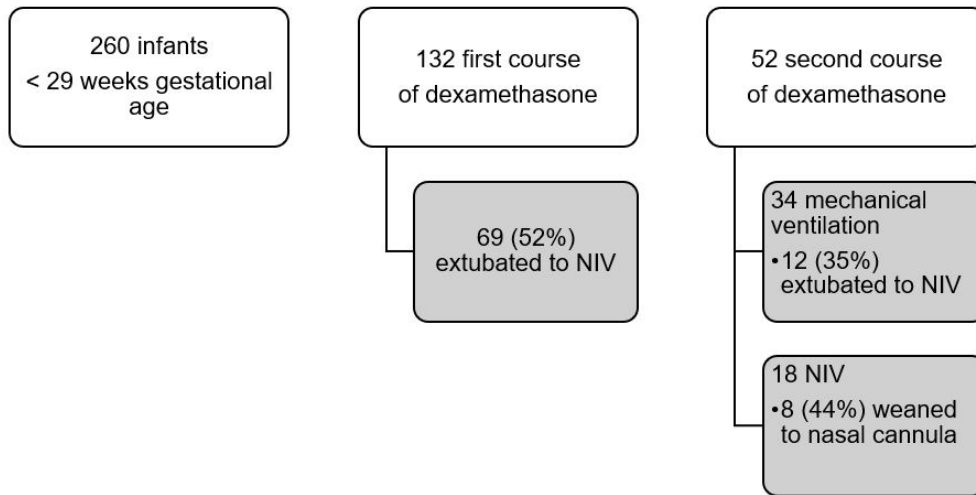 260 infants
< 29 weeks gestational
age
132 first course
of dexamethasone
69 (52%)
extubated to NIV
52 second course
of dexamethasone
34 mechanical
ventilation
•12 (35%)
extubated to NIV
18 NIV
•8 (44%) weaned
to nasal cannula